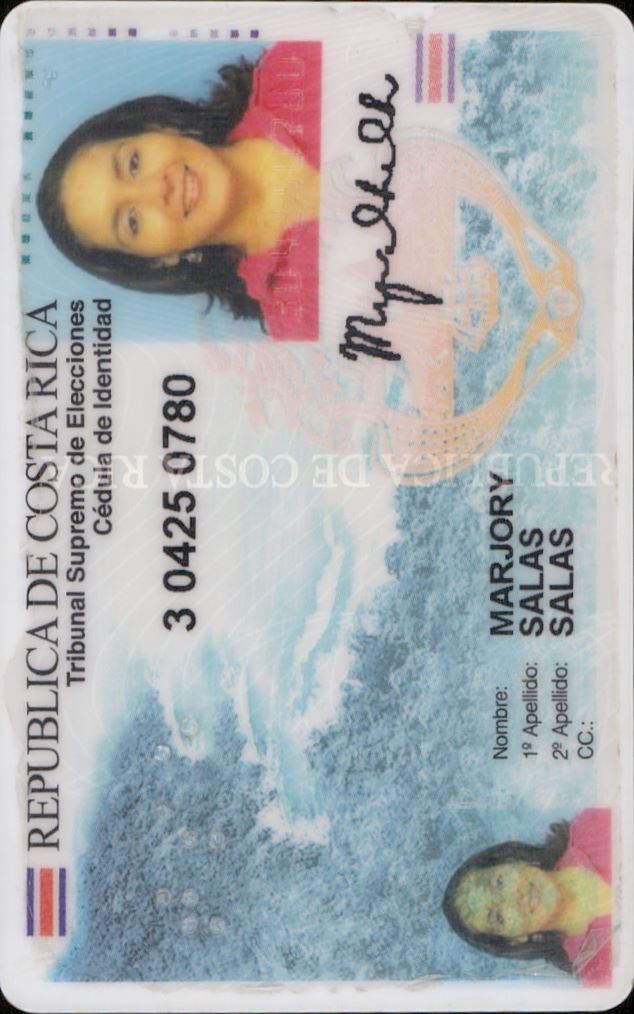 REPUBLICA DE COSTA RICA
Tribunal Supremo de Elecciones
Cédula de Identidad
3 0425 0780
REPUBLICA DE COSTA RICA
Nombre: MARJORY
1º Apellido: SALAS
2º Apellido: SALAS
CC.: